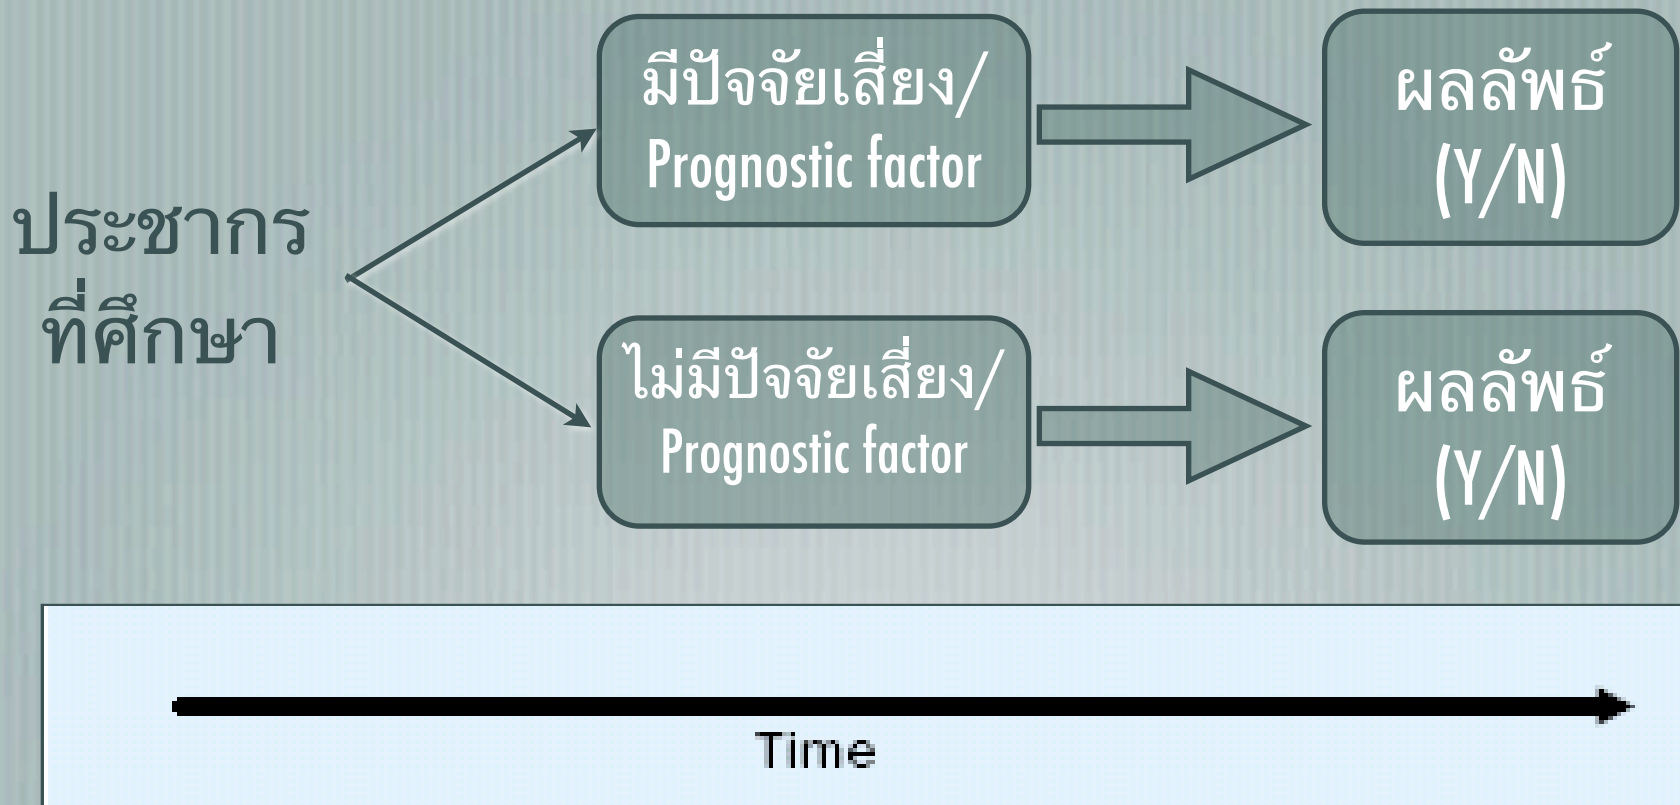 ประชากร
ที่ศึกษา
มีปัจจัยเสี่ยง/
Prognostic factor
ผลลัพธ์
(Y/N)
ไม่มีปัจจัยเสี่ยง/
Prognostic factor
ผลลัพธ์
(Y/N)
Time